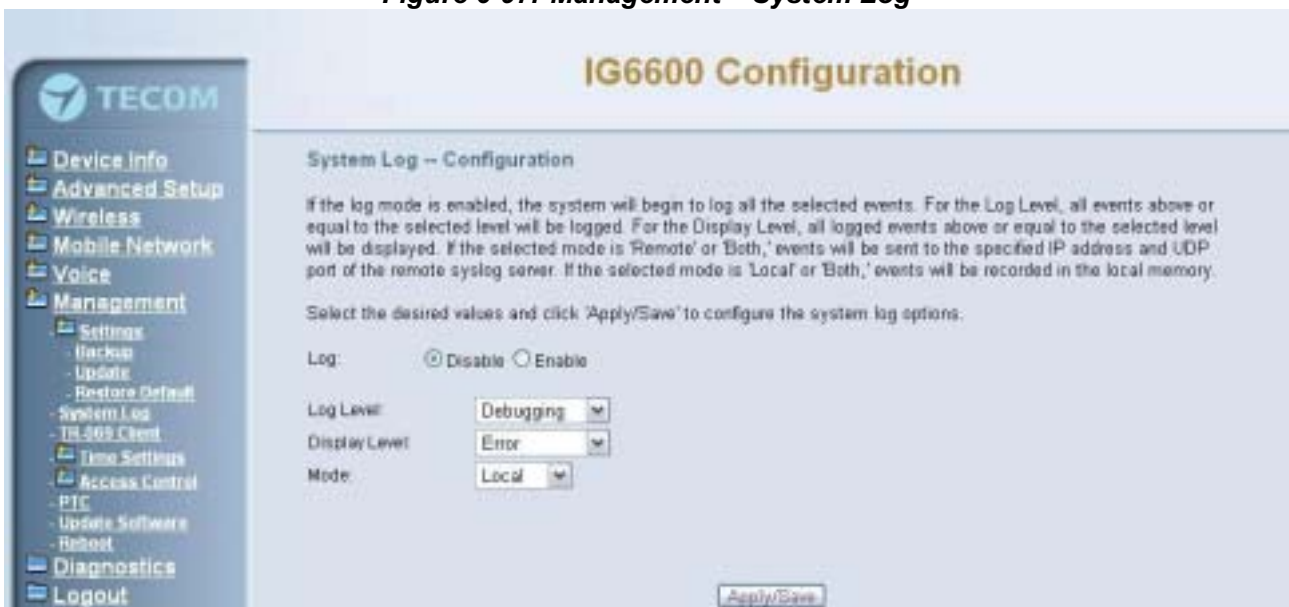 Management – System Log
IG6600 Configuration
TECOM
Device Info
Advanced Setup
Wireless
Mobile Network
Voice
Management
Settings
- Backup
- Update
- Restore Default
- System Log
- TR-069 Client
Time Settings
Access Control
- PTC
- Update Software
- Reboot
Diagnostics
Logout
System Log -- Configuration
If the log mode is enabled, the system will begin to log all the selected events. For the Log Level, all events above or
equal to the selected level will be logged. For the Display Level, all logged events above or equal to the selected level
will be displayed. If the selected mode is 'Remote' or 'Both,' events will be sent to the specified IP address and UDP
port of the remote syslog server. If the selected mode is 'Local' or 'Both,' events will be recorded in the local memory.
Select the desired values and click 'Apply/Save' to configure the system log options.
Log: Disable Enable
Log Level: Debugging
Display Level: Error
Mode: Local
Apply/Save